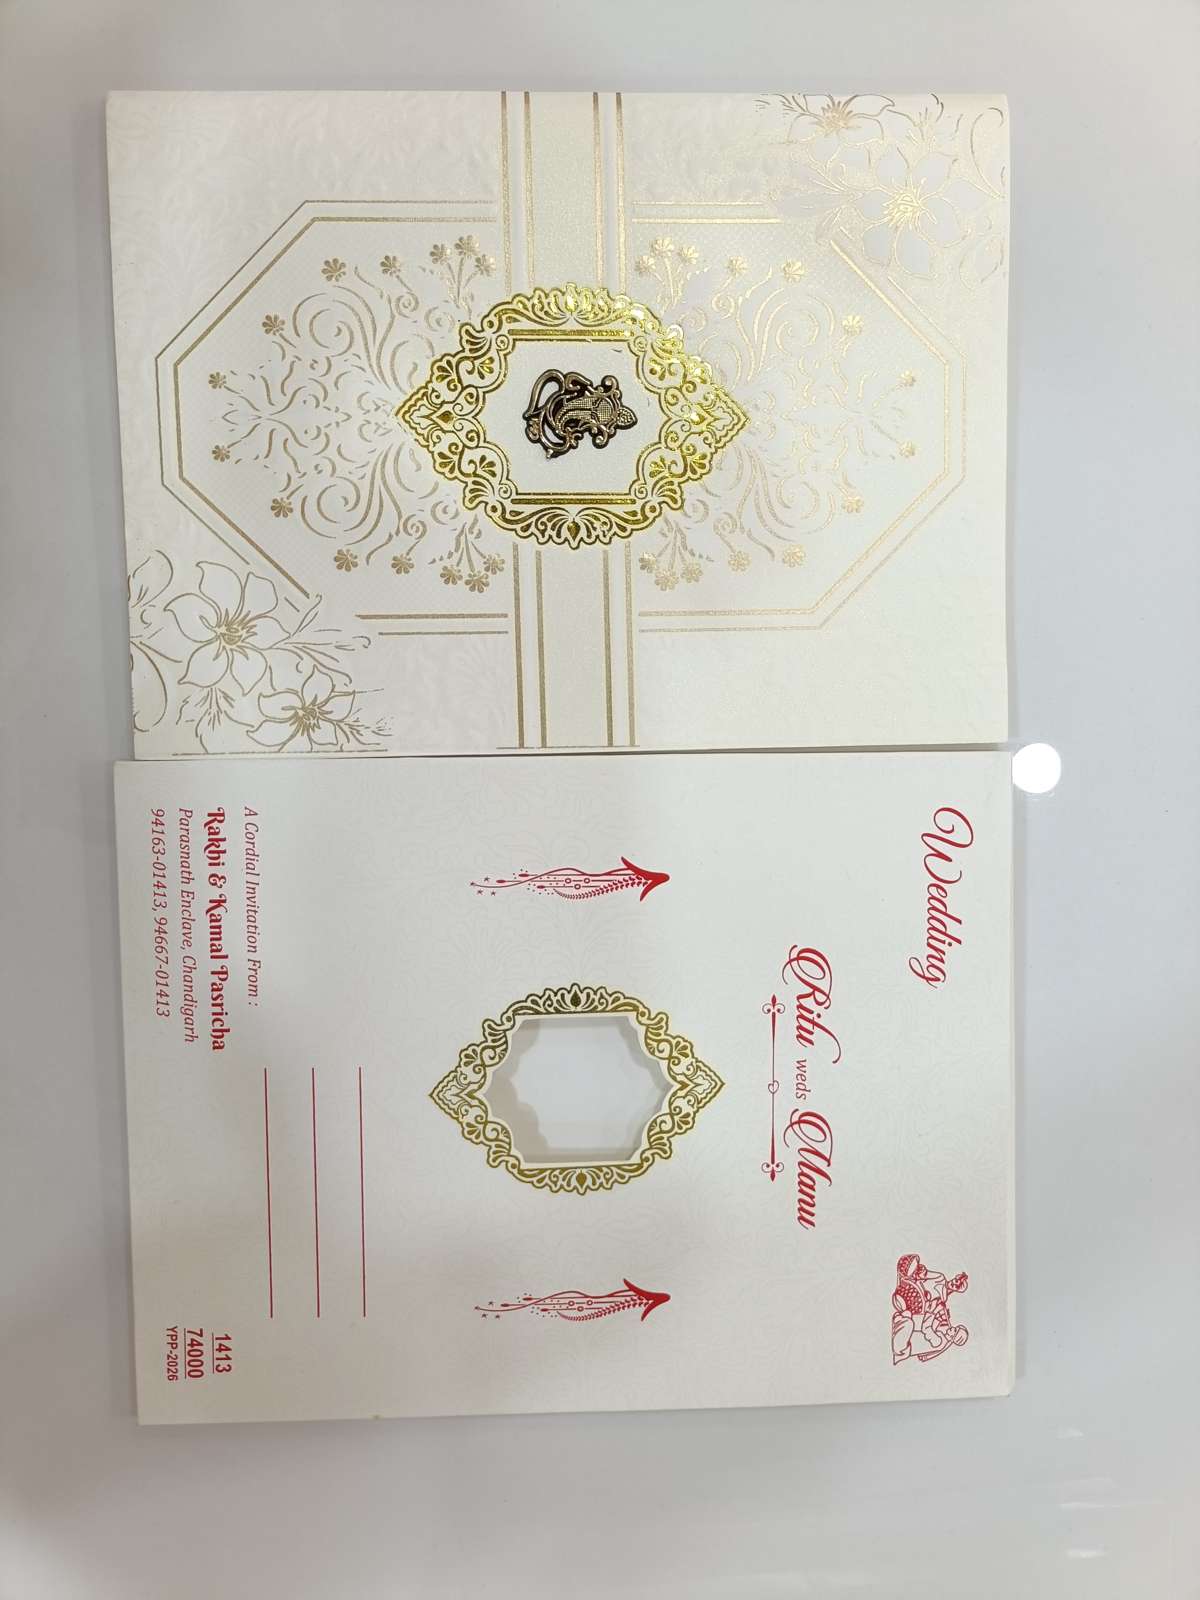 Wedding
Ritu weds Manu
A Cordial Invitation From :
Rakhi & Kamal Pasricha
Parasnath Enclave, Chandigarh
94163-01413, 94667-01413
1413
74000
YPP-2026